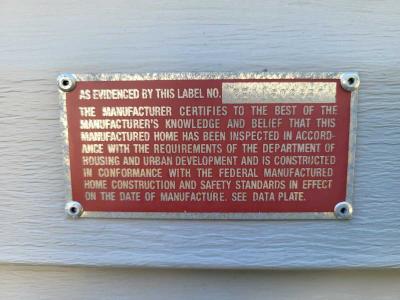 AS EVIDENCED BY THIS LABEL NO.
THE MANUFACTURER CERTIFIES TO THE BEST OF THE
MANUFACTURER'S KNOWLEDGE AND BELIEF THAT THIS
MANUFACTURED HOME HAS BEEN INSPECTED IN ACCORD-
ANCE WITH THE REQUIREMENTS OF THE DEPARTMENT OF
HOUSING AND URBAN DEVELOPMENT AND IS CONSTRUCTED
IN CONFORMANCE WITH THE FEDERAL MANUFACTURED
HOME CONSTRUCTION AND SAFETY STANDARDS IN EFFECT
ON THE DATE OF MANUFACTURE. SEE DATA PLATE.